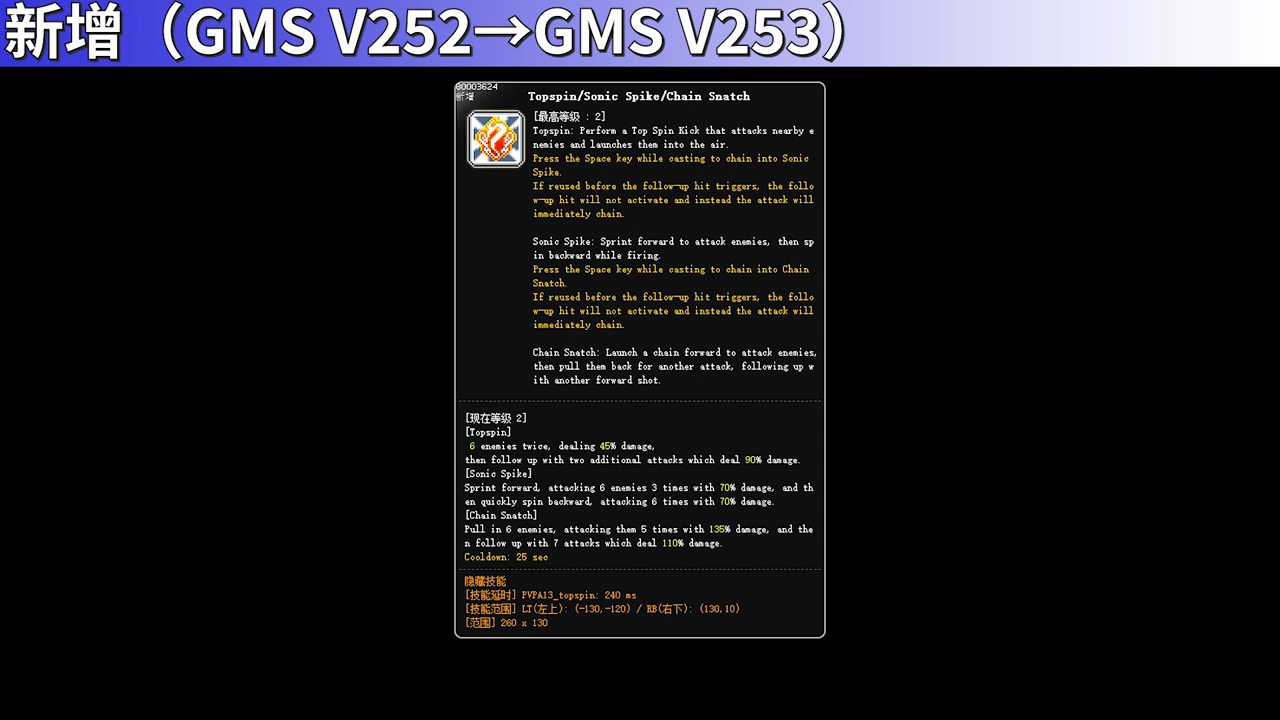 新增（GMS V252→GMS V253）
80003624
新增
Topspin/Sonic Spike/Chain Snatch
[最高等级 : 2]
Topspin: Perform a Top Spin Kick that attacks nearby e
nemies and launches them into the air.
Press the Space key while casting to chain into Sonic
Spike.
If reused before the follow-up hit triggers, the follo
w-up hit will not activate and instead the attack will
immediately chain.
Sonic Spike: Sprint forward to attack enemies, then sp
in backward while firing.
Press the Space key while casting to chain into Chain
Snatch.
If reused before the follow-up hit triggers, the follo
w-up hit will not activate and instead the attack will
immediately chain.
Chain Snatch: Launch a chain forward to attack enemies,
then pull them back for another attack, following up w
ith another forward shot.
[现在等级 2]
[Topspin]
6 enemies twice, dealing 45% damage,
then follow up with two additional attacks which deal 90% damage.
[Sonic Spike]
Sprint forward, attacking 6 enemies 3 times with 70% damage, and th
en quickly spin backward, attacking 6 times with 70% damage.
[Chain Snatch]
Pull in 6 enemies, attacking them 5 times with 135% damage, and the
n follow up with 7 attacks which deal 110% damage.
Cooldown: 25 sec
隐藏技能
[技能延时] PVPA13_topspin: 240 ms
[技能范围] LT(左上): (-130,-120) / RB(右下): (130,10)
[范围] 260 x 130